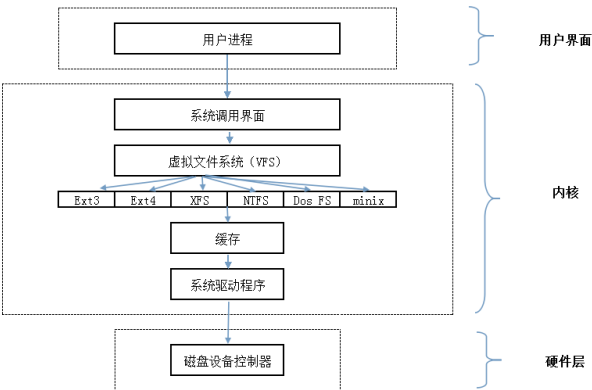 用户进程
用户界面
系统调用界面
虚拟文件系统（VFS）
Ext3 Ext4 XFS NTFS Dos FS minix
内核
缓存
系统驱动程序
磁盘设备控制器
硬件层